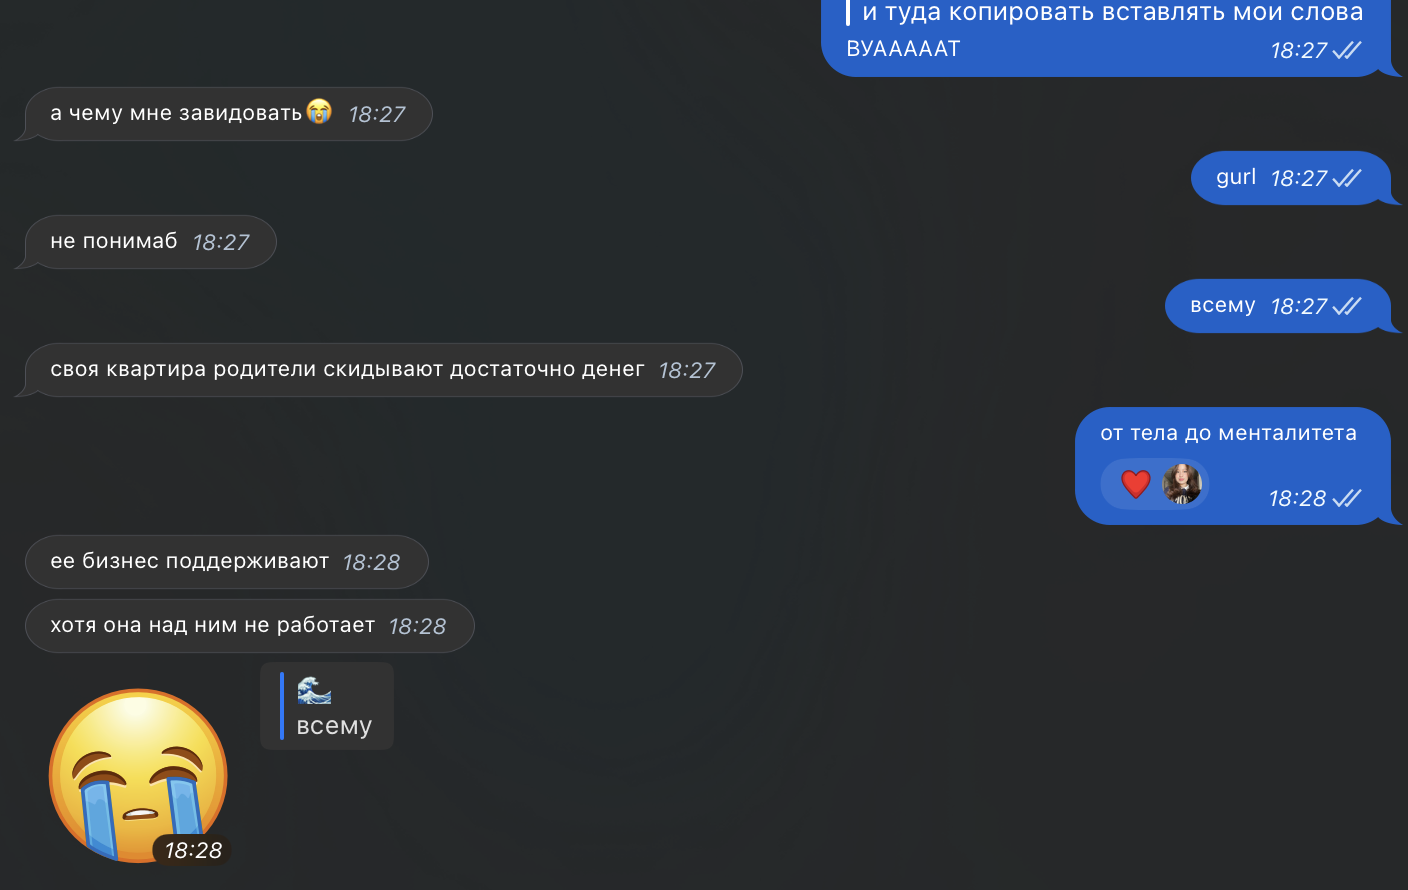 и туда копировать вставлять мои слова
ВУАААААТ 18:27
а чему мне завидовать😭 18:27
gurl 18:27
не понимаб 18:27
всему 18:27
своя квартира родители скидывают достаточно денег 18:27
от тела до менталитета
18:28
ее бизнес поддерживают 18:28
хотя она над ним не работает 18:28
🌊
всему
18:28